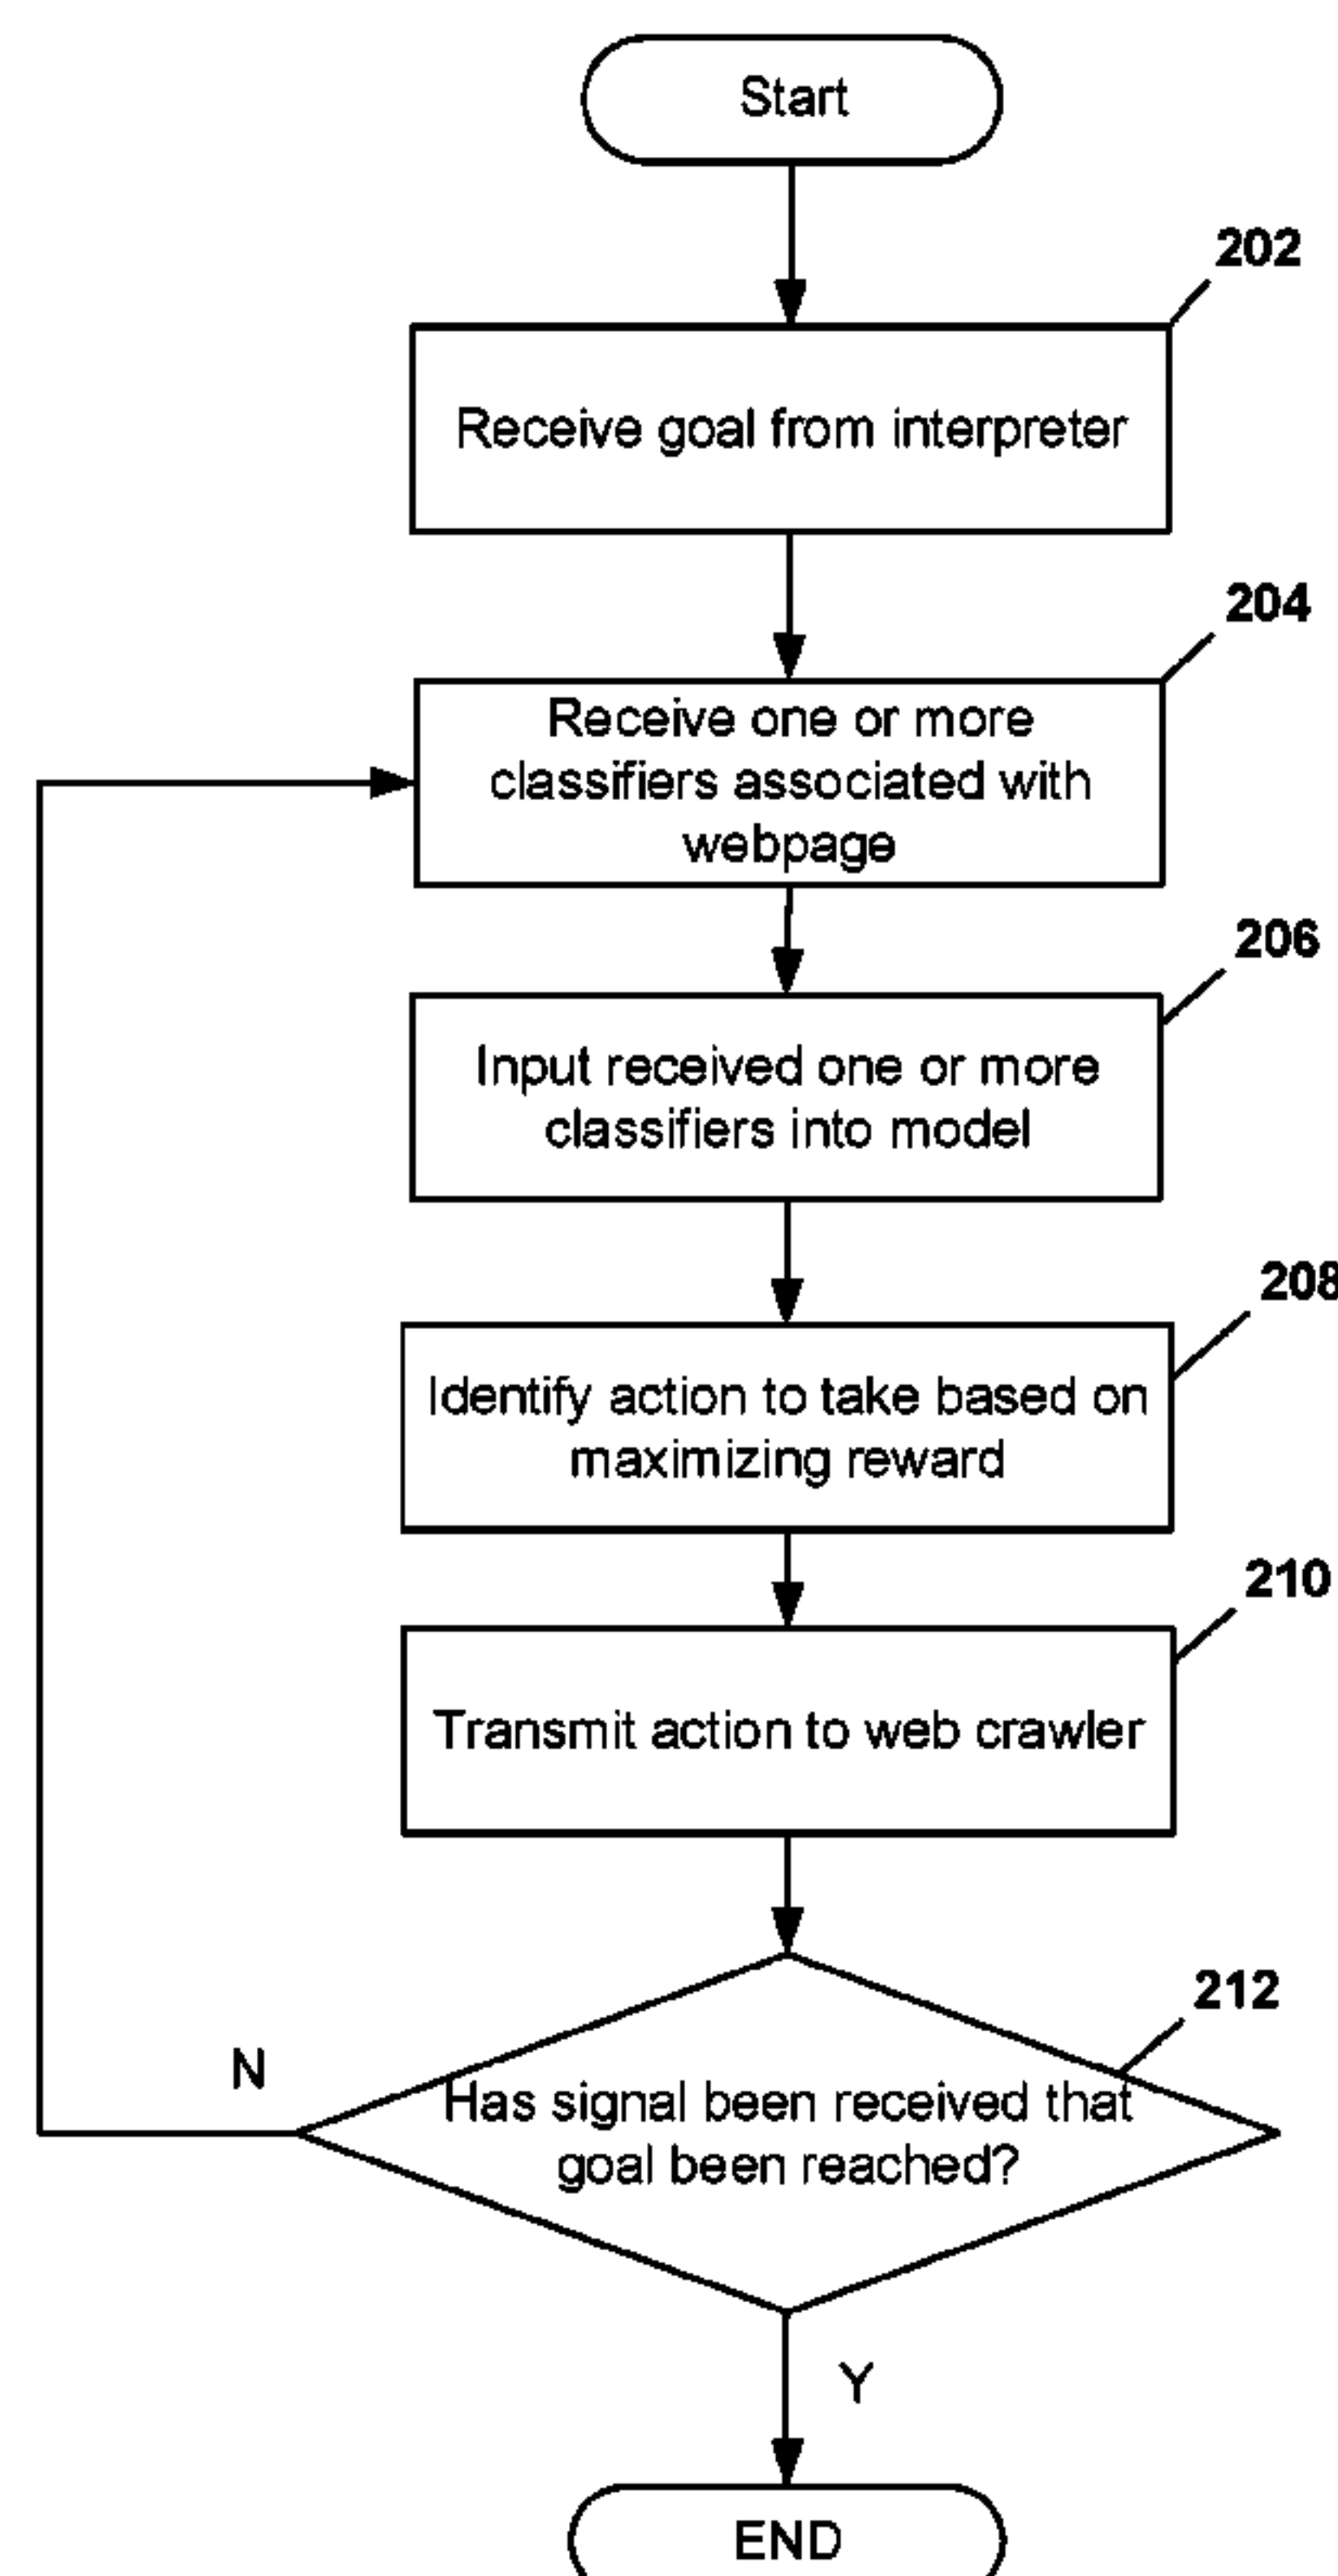 Start
202
Receive goal from interpreter
204
Receive one or more
classifiers associated with
webpage
206
Input received one or more
classifiers into model
208
Identify action to take based on
maximizing reward
210
Transmit action to web crawler
212
N
Has signal been received that
goal been reached?
Y
END